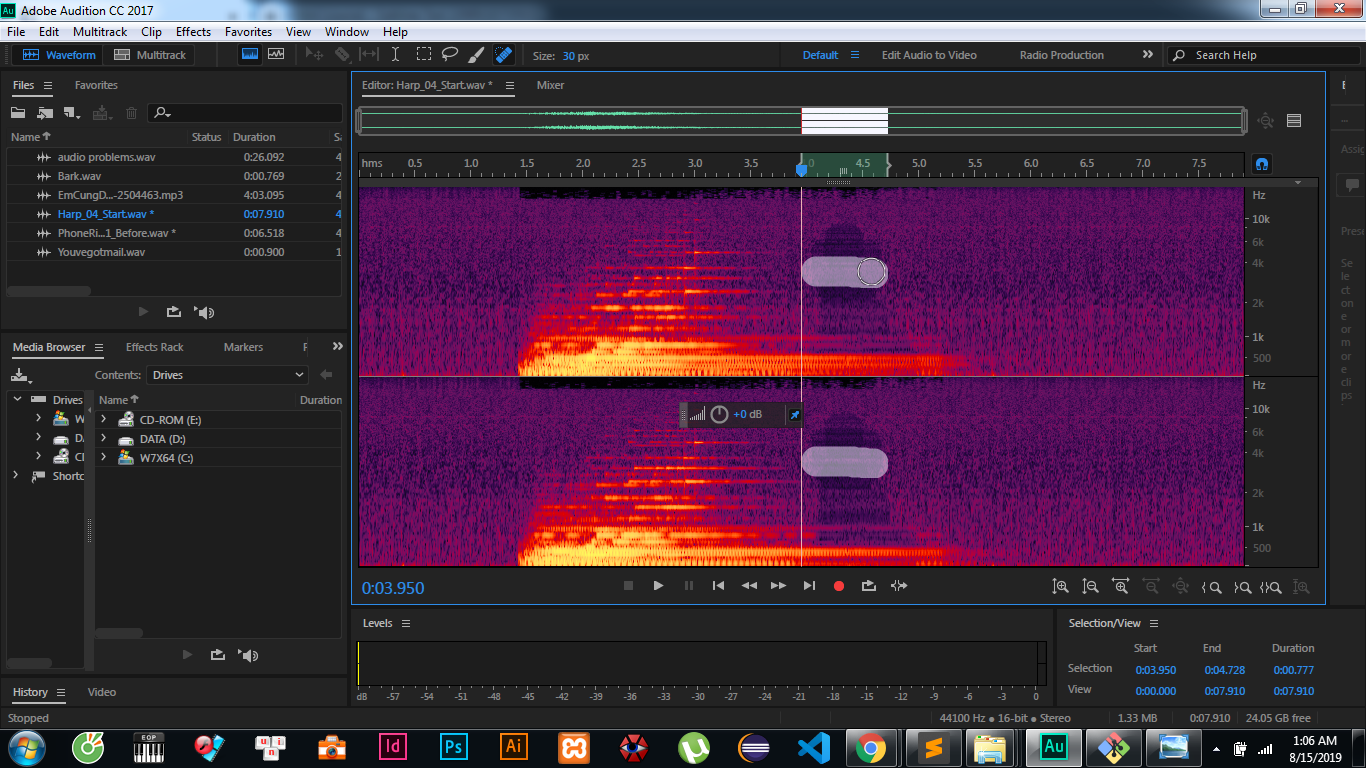 Au Adobe Audition CC 2017
File Edit Multitrack Clip Effects Favorites View Window Help
Waveform Multitrack Size: 30 px Default Edit Audio to Video Radio Production Search Help
Files Favorites
Editor: Harp_04_Start.wav * Mixer
Name Status Duration
audio problems.wav 0:26.092 4
Bark.wav 0:00.769 2
EmCungD...-2504463.mp3 4:03.095 4
Harp_04_Start.wav * 0:07.910 4
PhoneRi...1_Before.wav * 0:06.518 4
Youvegotmail.wav 0:00.900 1
hms 0.5 1.0 1.5 2.0 2.5 3.0 3.5 4.5 5.0 5.5 6.0 6.5 7.0 7.5
Hz
10k
6k
4k
2k
1k
500
Hz
10k
6k
4k
2k
1k
500
+0 dB
Assig
Prese
Se
le
ct
on
e
or
m
or
e
clip
s
Media Browser Effects Rack Markers
Contents: Drives
Drives
Name Duration
CD-ROM (E:)
DATA (D:)
W7X64 (C:)
Shortc
0:03.950
History Video
Levels
dB -57 -54 -51 -48 -45 -42 -39 -36 -33 -30 -27 -24 -21 -18 -15 -12 -9 -6 -3 0
Selection/View
Start End Duration
Selection 0:03.950 0:04.728 0:00.777
View 0:00.000 0:07.910 0:07.910
Stopped
44100 Hz ● 16-bit ● Stereo 1.33 MB 0:07.910 24.05 GB free
EOP Id Ps Ai Au
1:06 AM
8/15/2019